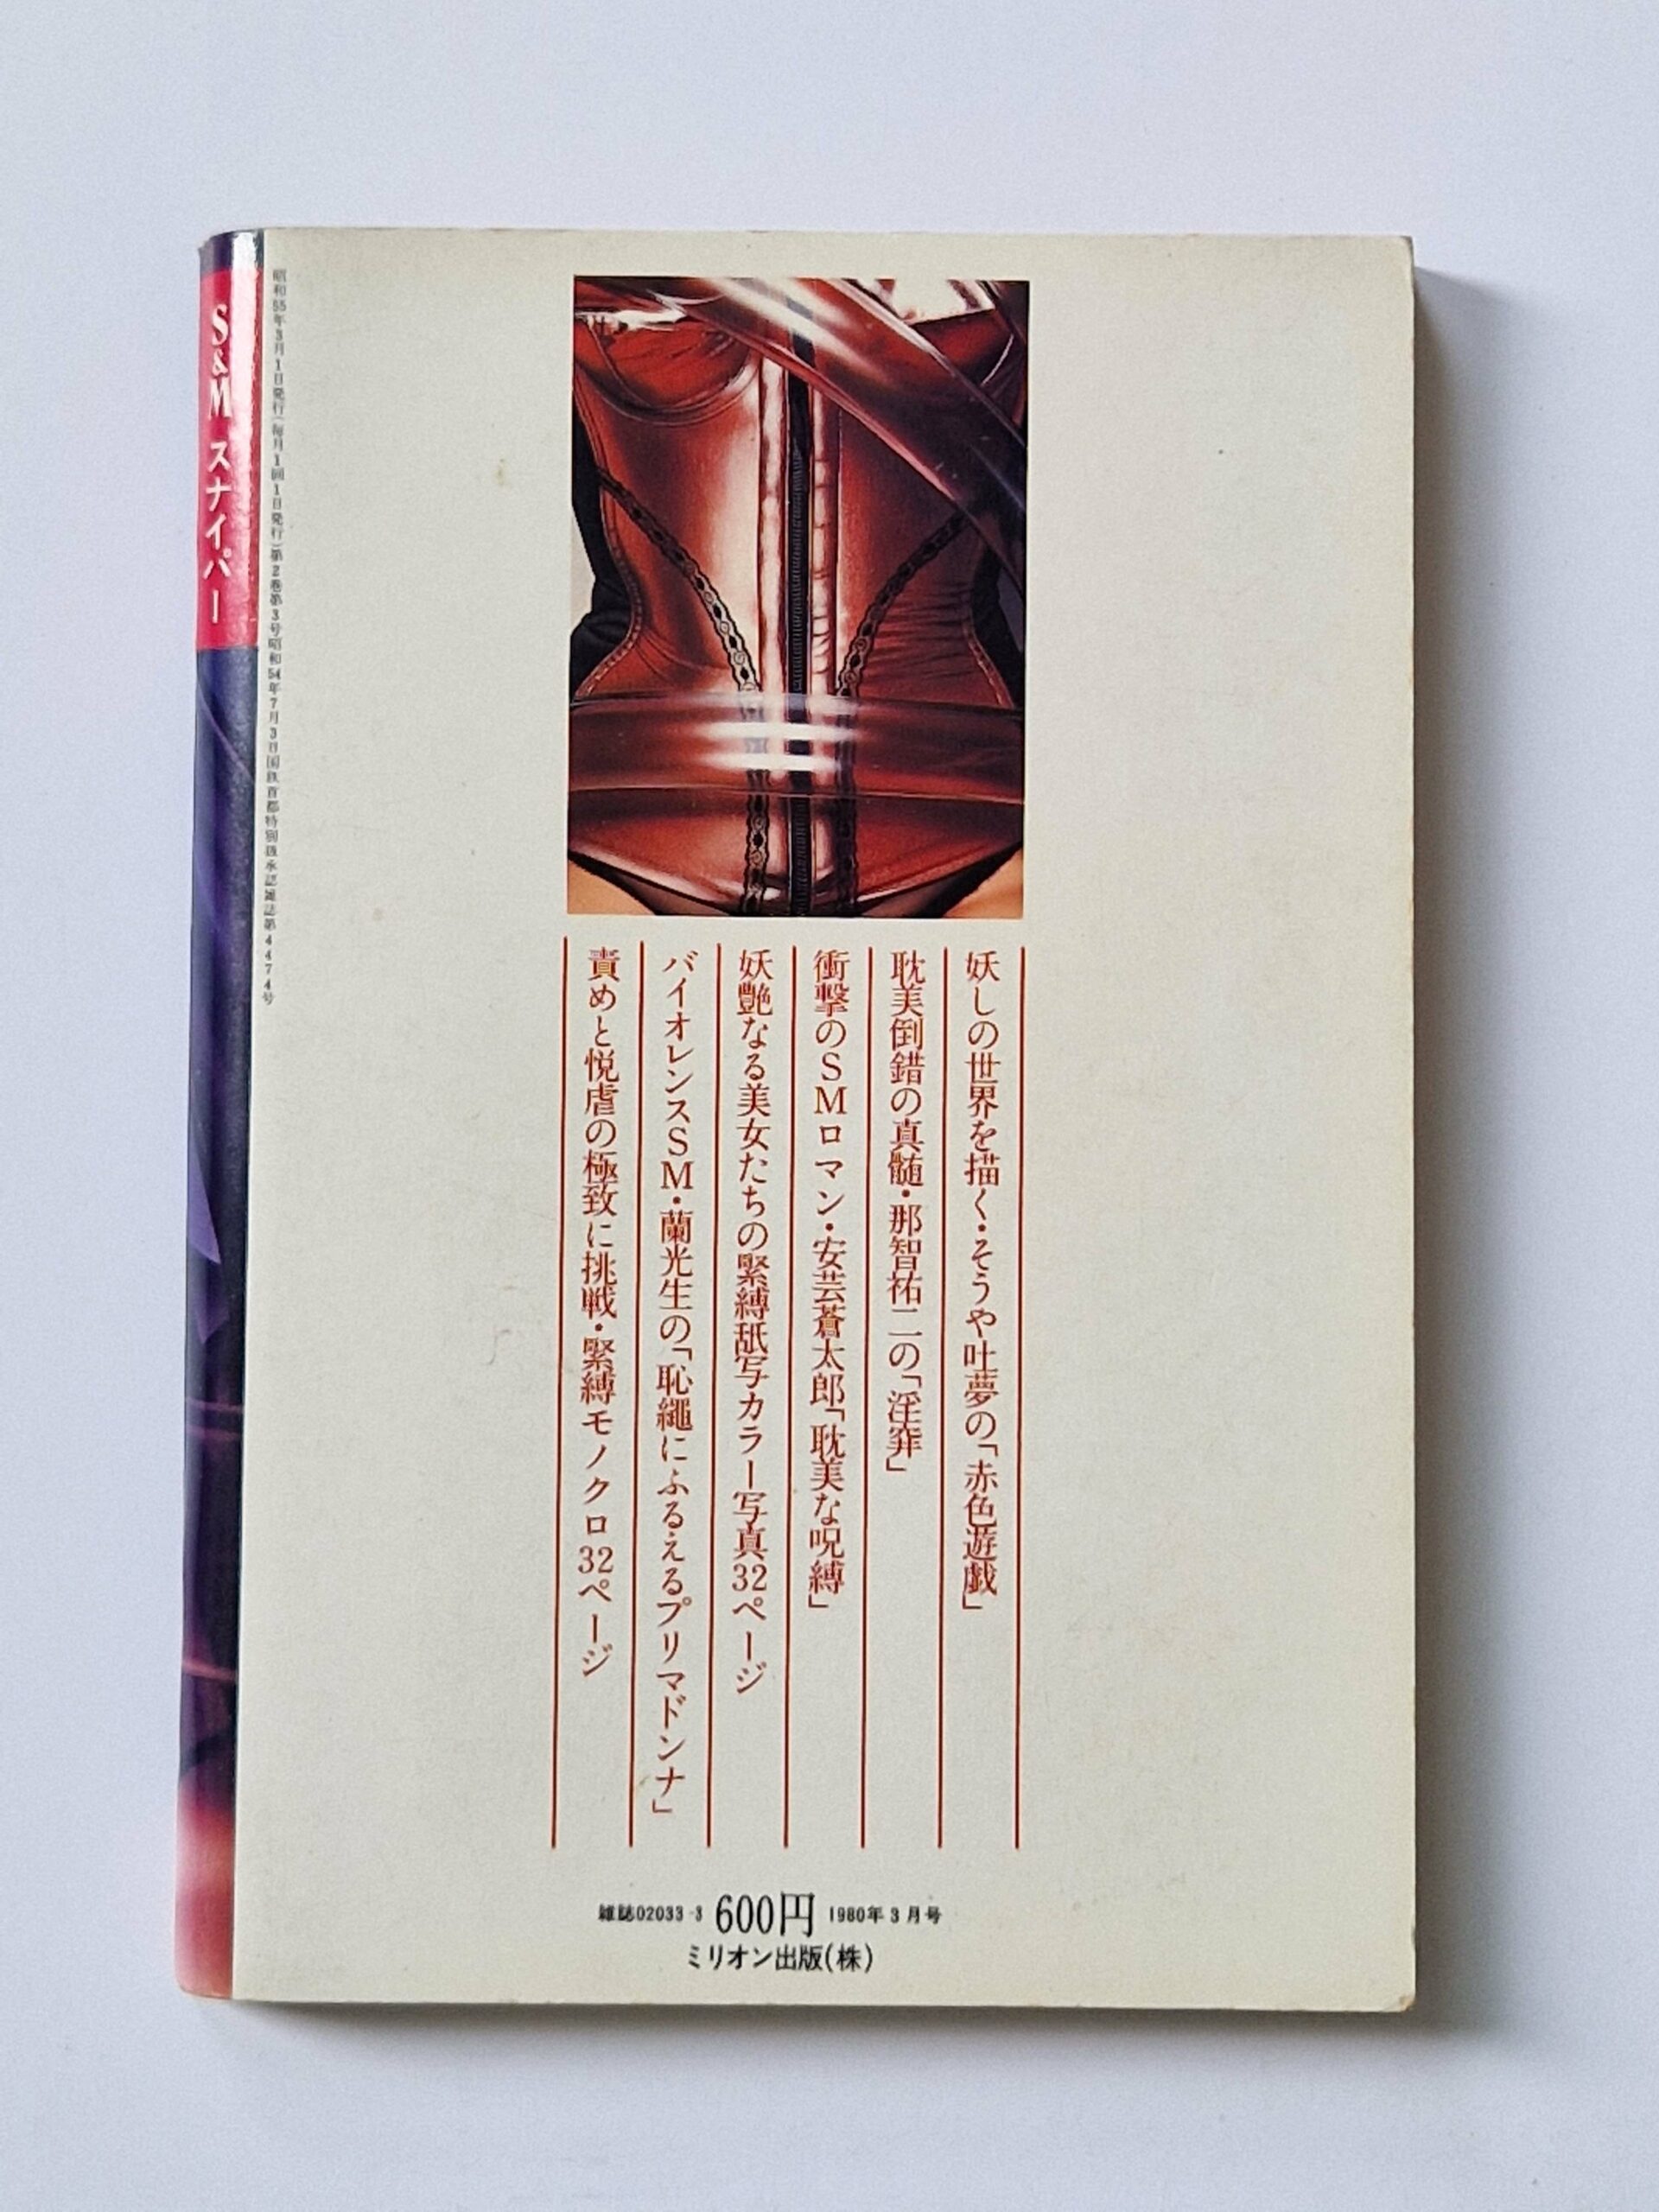 S&M スナイパー
昭和55年3月1日発行(毎月1回1日発行)第2巻第3号昭和54年7月3日国鉄首都特別扱承認雑誌第4474号
妖しの世界を描く・そうや吐夢の「赤色遊戯」
耽美倒錯の真髄・那智祐二の「淫穽」
衝撃のSMロマン・安芸蒼太郎「耽美な呪縛」
妖艶なる美女たちの緊縛舐写カラー写真32ページ
バイオレンスSM・蘭光生の「恥縄にふるえるプリマドンナ」
責めと悦虐の極致に挑戦・緊縛モノクロ32ページ
雑誌02033-3 600円 1980年3月号
ミリオン出版(株)